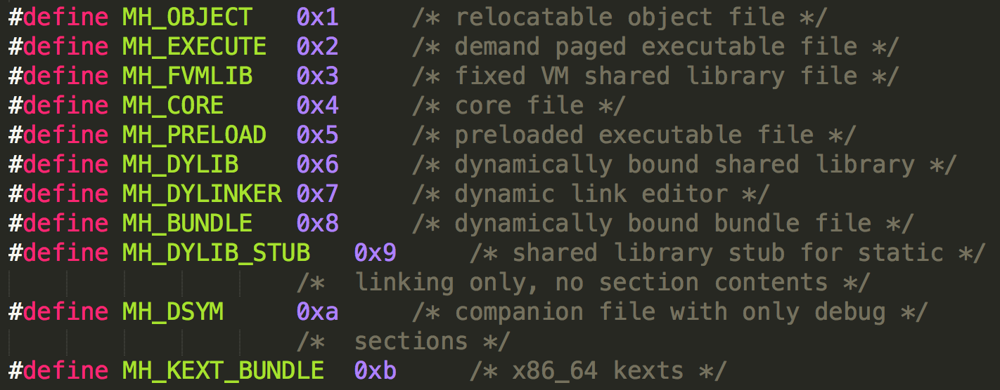 #define MH_OBJECT 0x1 /* relocatable object file */
#define MH_EXECUTE 0x2 /* demand paged executable file */
#define MH_FVMLIB 0x3 /* fixed VM shared library file */
#define MH_CORE 0x4 /* core file */
#define MH_PRELOAD 0x5 /* preloaded executable file */
#define MH_DYLIB 0x6 /* dynamically bound shared library */
#define MH_DYLINKER 0x7 /* dynamic link editor */
#define MH_BUNDLE 0x8 /* dynamically bound bundle file */
#define MH_DYLIB_STUB 0x9 /* shared library stub for static */
/* linking only, no section contents */
#define MH_DSYM 0xa /* companion file with only debug */
/* sections */
#define MH_KEXT_BUNDLE 0xb /* x86_64 kexts */